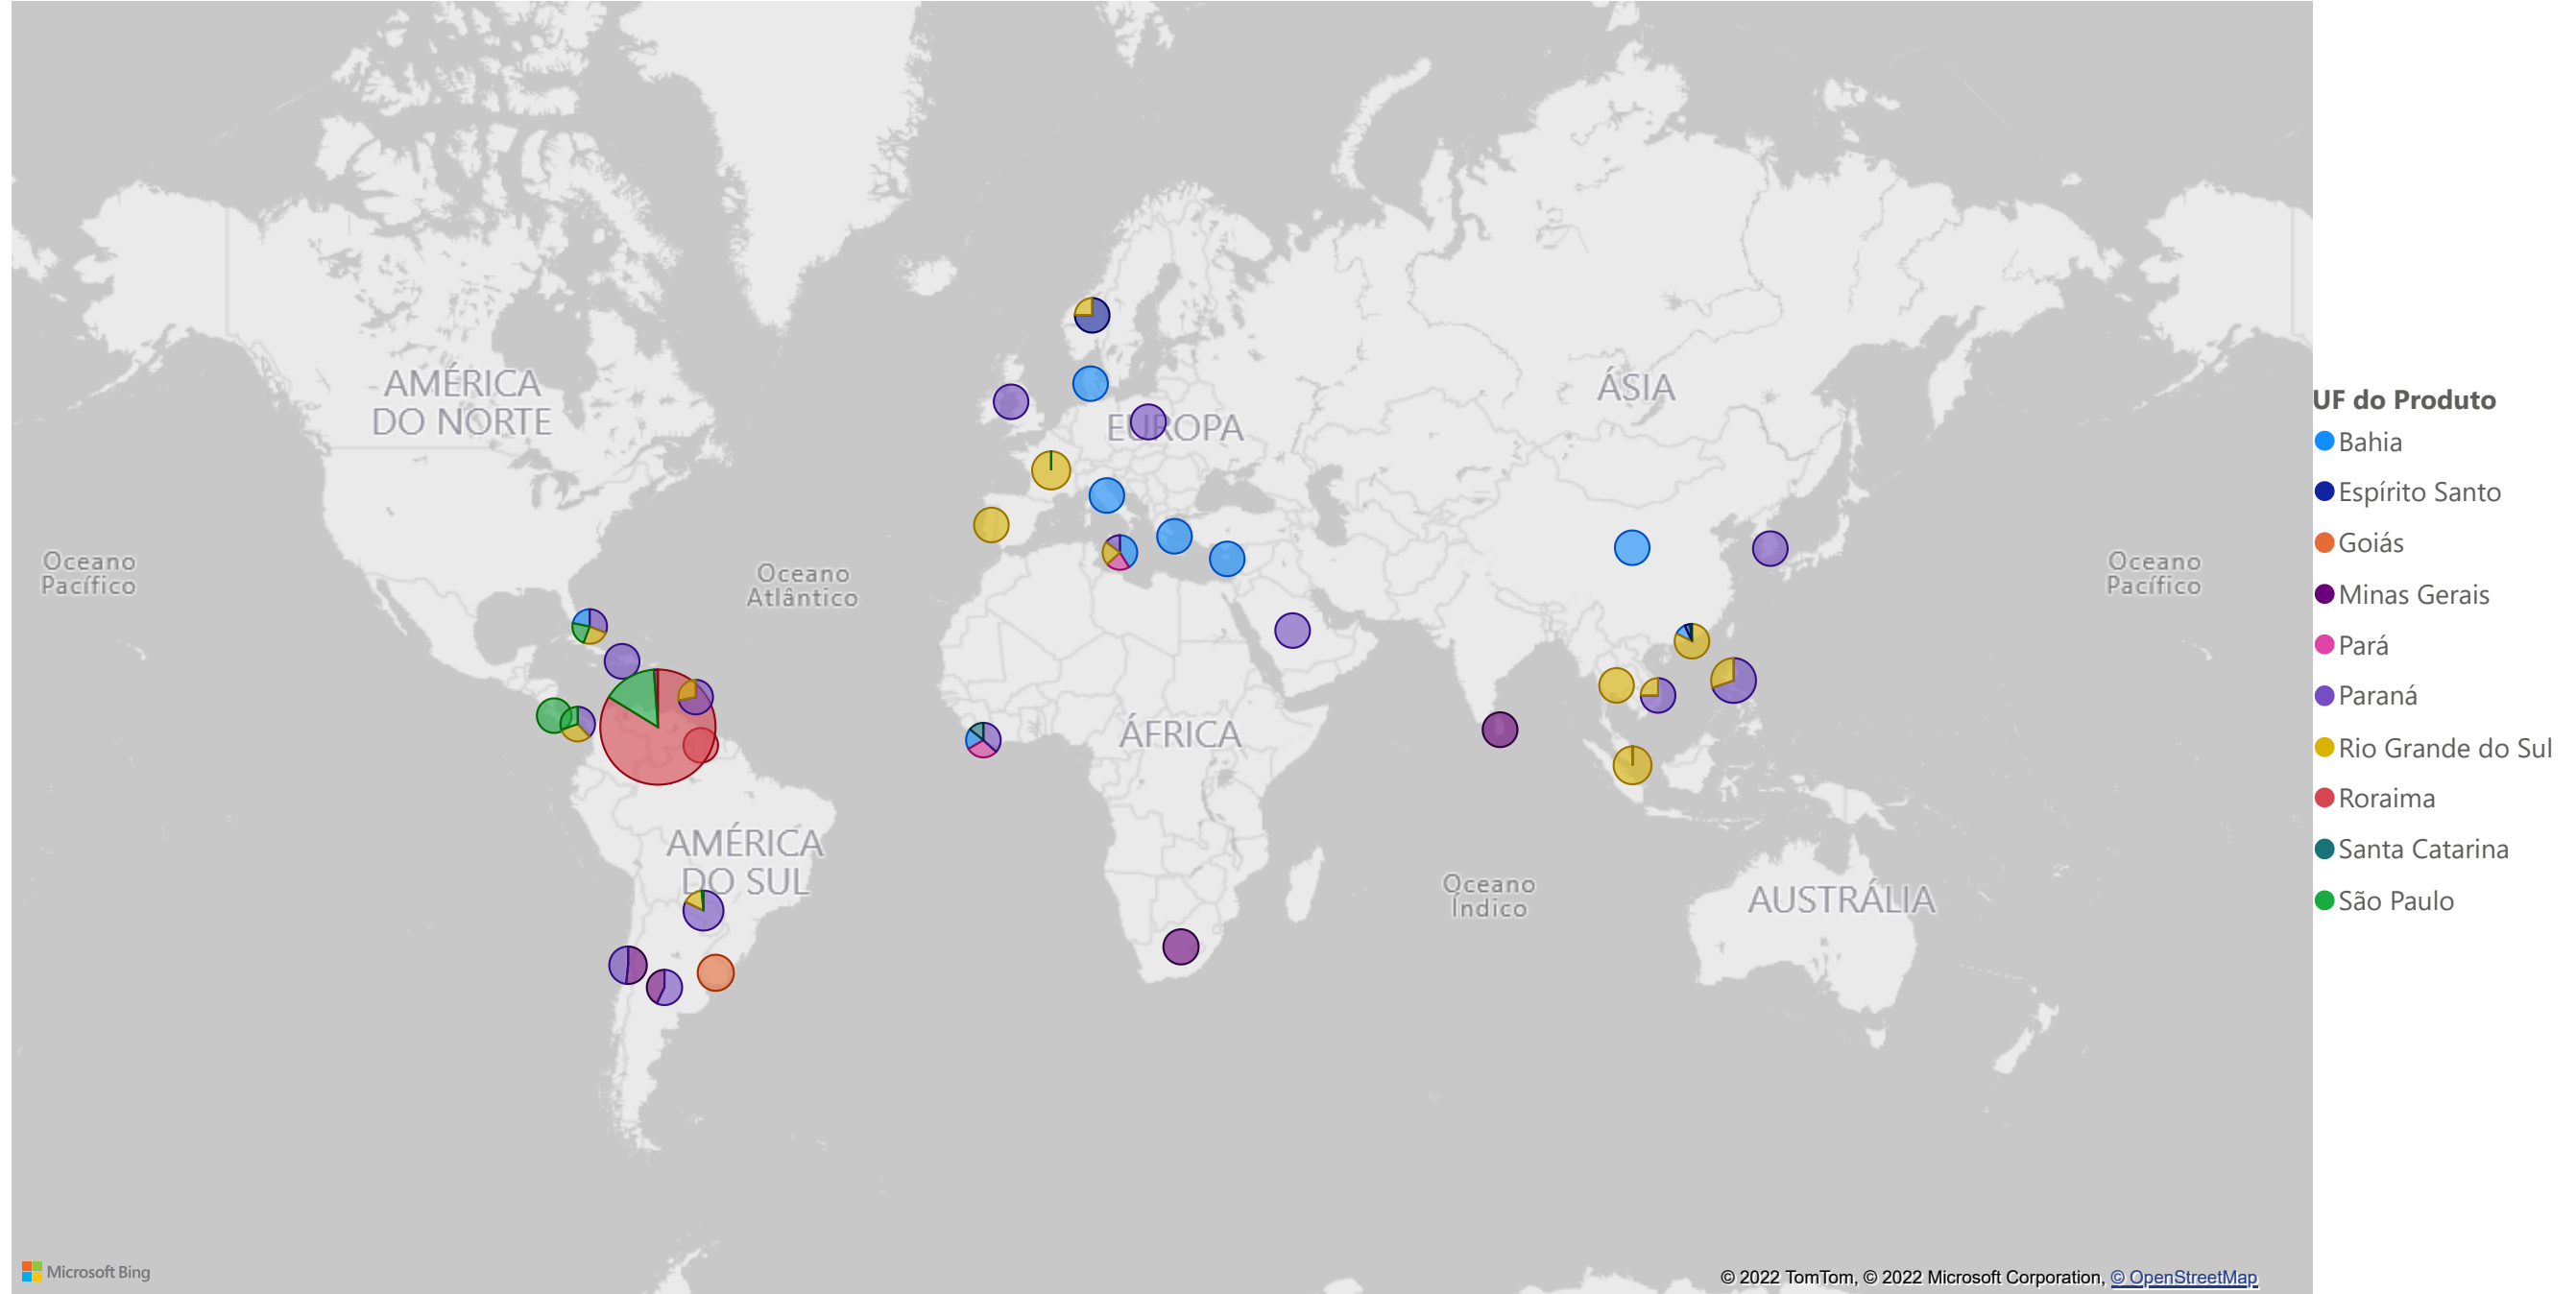 AMÉRICA
DO NORTE
EUROPA
ÁSIA
Oceano
Pacífico
Oceano
Atlântico
Oceano
Pacífico
ÁFRICA
AMÉRICA
DO SUL
Oceano
Índico
AUSTRÁLIA
UF do Produto
Bahia
Espírito Santo
Goiás
Minas Gerais
Pará
Paraná
Rio Grande do Sul
Roraima
Santa Catarina
São Paulo
Microsoft Bing
© 2022 TomTom, © 2022 Microsoft Corporation, © OpenStreetMap